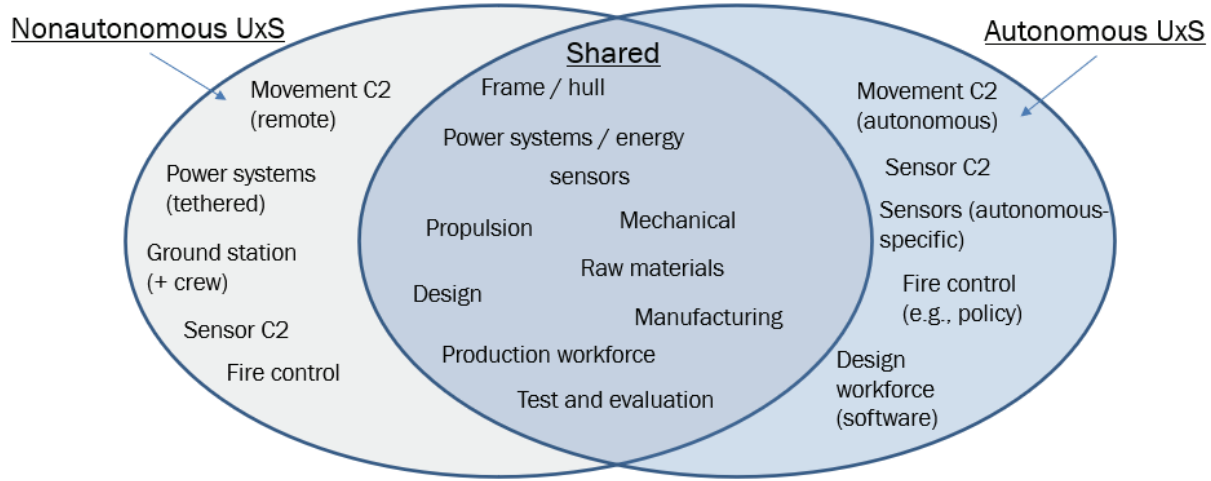 Nonautonomous UxS
Movement C2
(remote)
Power systems
(tethered)
Ground station
(+ crew)
Sensor C2
Fire control
Shared
Frame / hull
Power systems / energy
sensors
Propulsion
Mechanical
Raw materials
Design
Manufacturing
Production workforce
Test and evaluation
Autonomous UxS
Movement C2
(autonomous)
Sensor C2
Sensors (autonomous-
specific)
Fire control
(e.g., policy)
Design
workforce
(software)